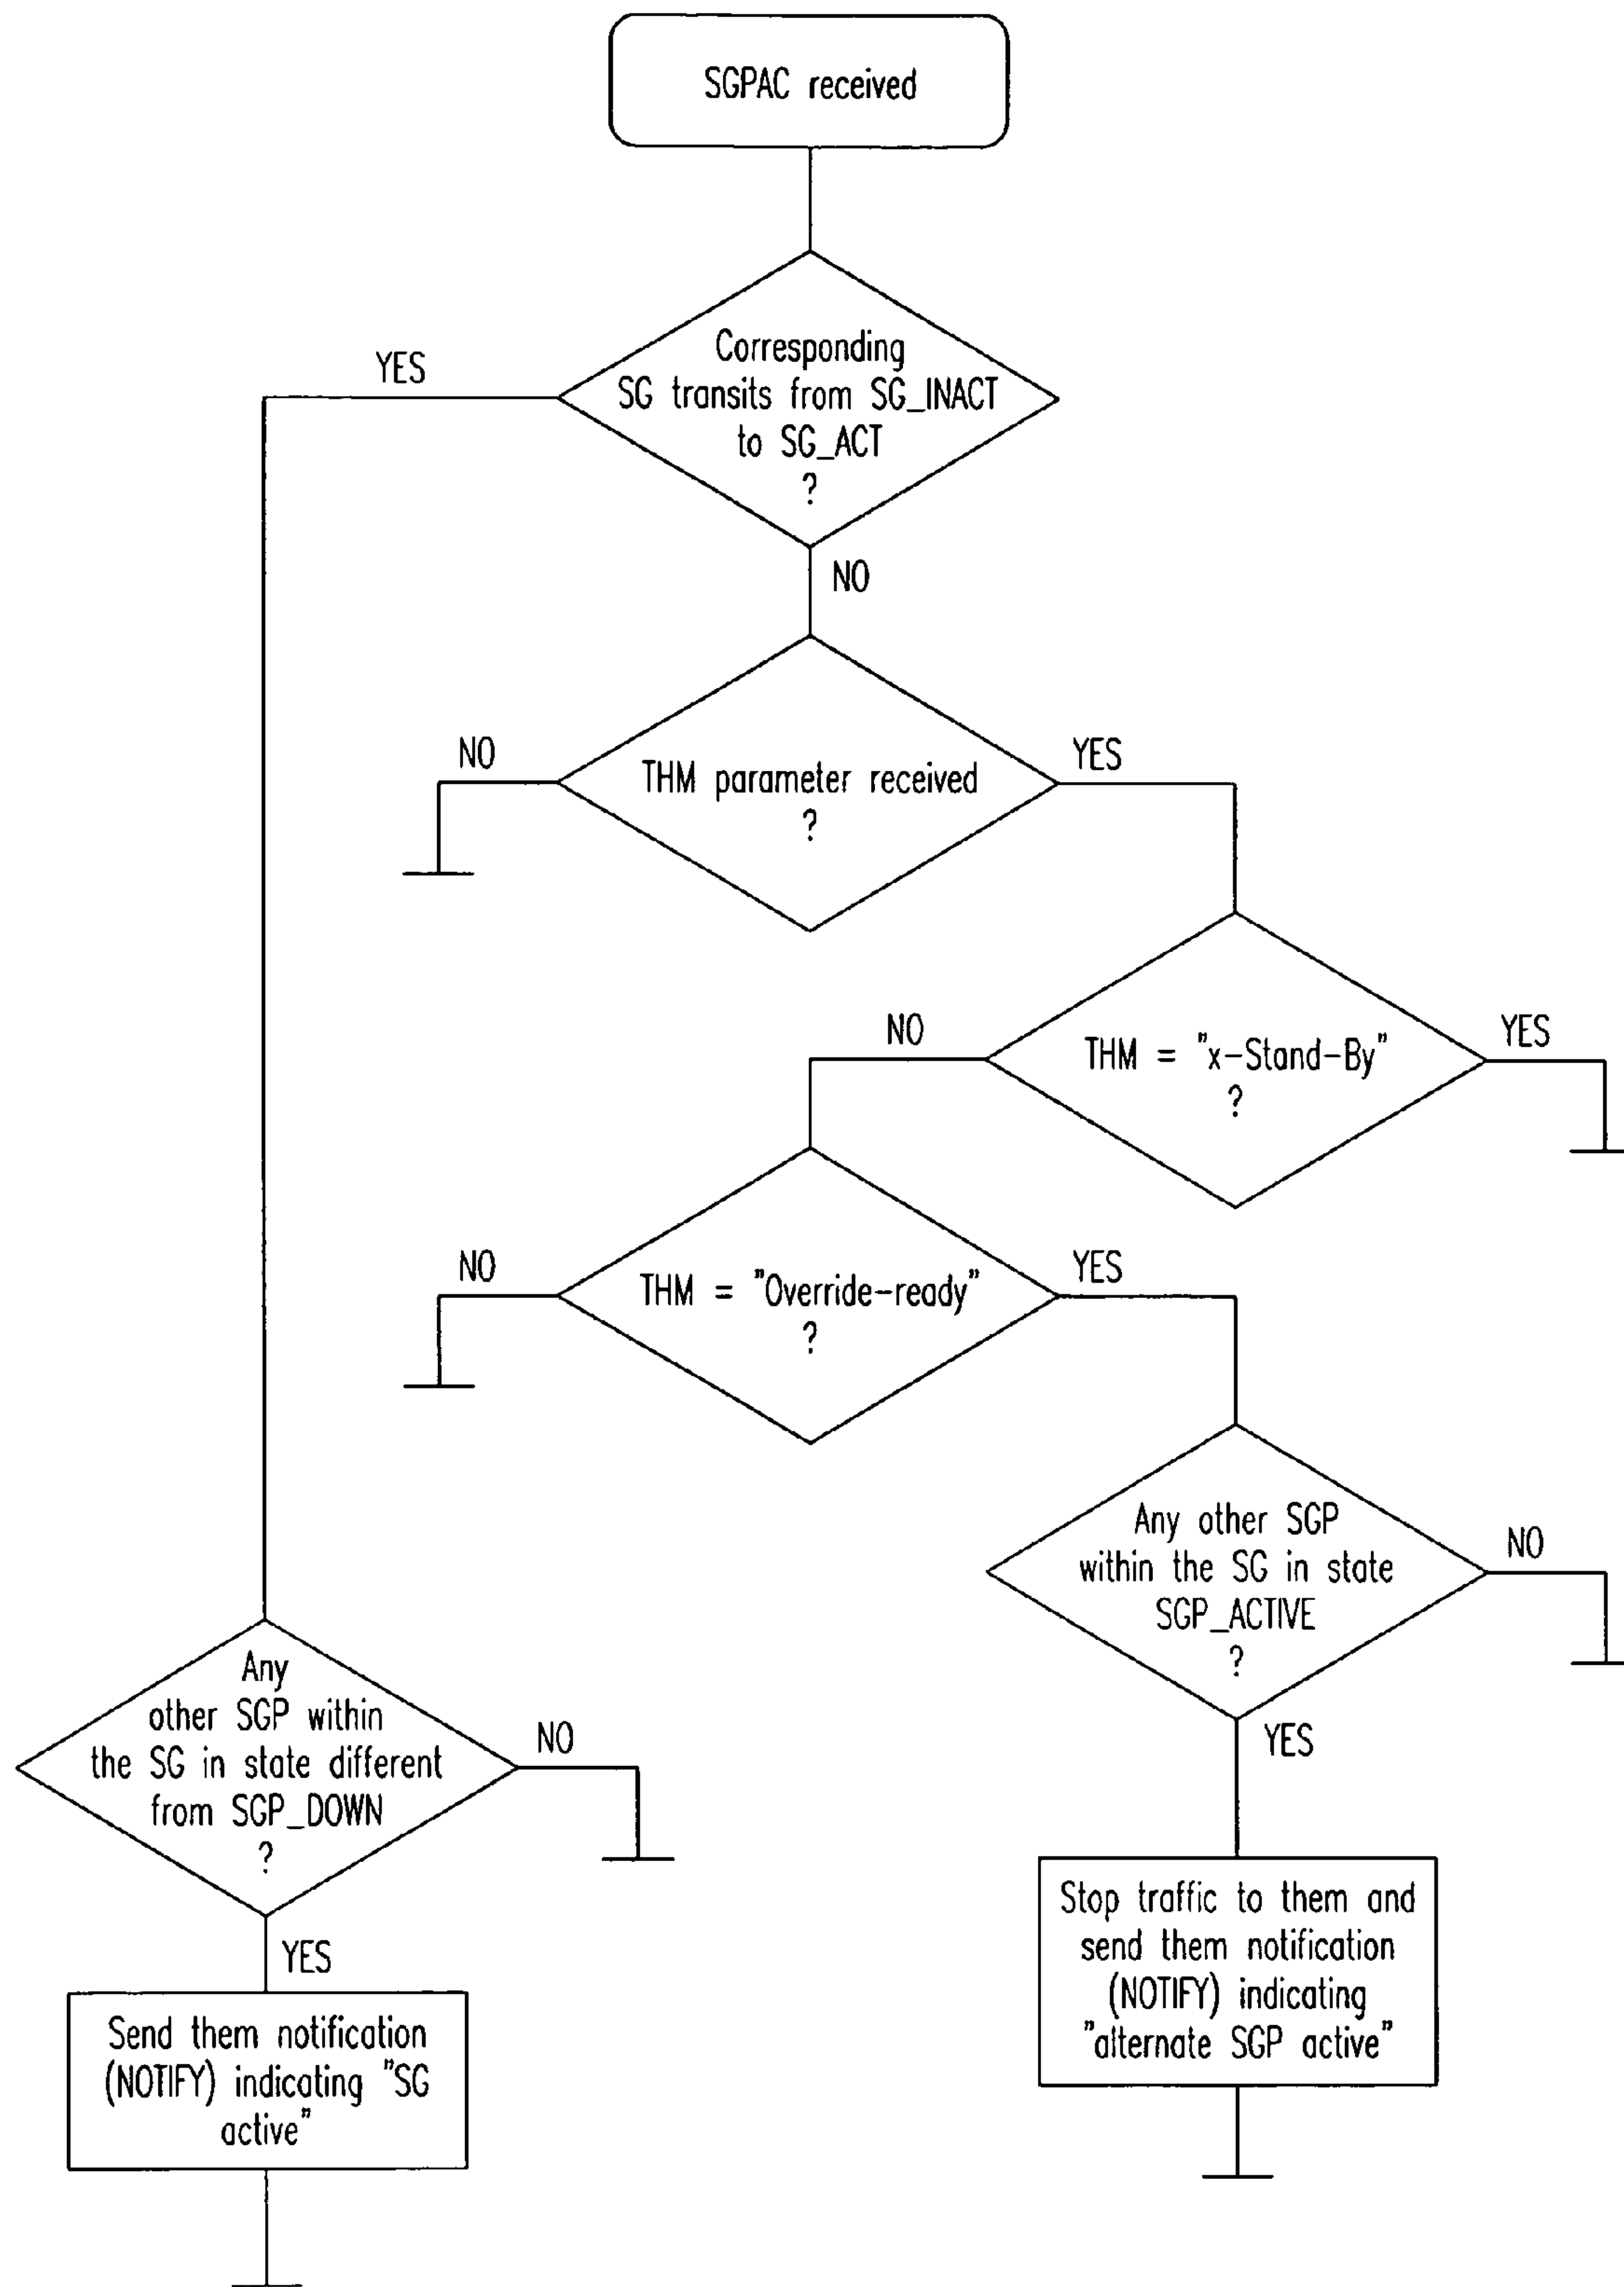 SGPAC received
YES
Corresponding
SG transits from SG_INACT
to SG_ACT
?
NO
NO
THM parameter received
?
YES
NO
THM = "x-Stand-By"
?
YES
NO
THM = "Override-ready"
?
YES
Any other SGP
within the SG in state
SGP_ACTIVE
?
NO
YES
Any
other SGP within
the SG in state different
from SGP_DOWN
?
NO
YES
Stop traffic to them and
send them notification
(NOTIFY) indicating
"alternate SGP active"
Send them notification
(NOTIFY) indicating "SG
active"